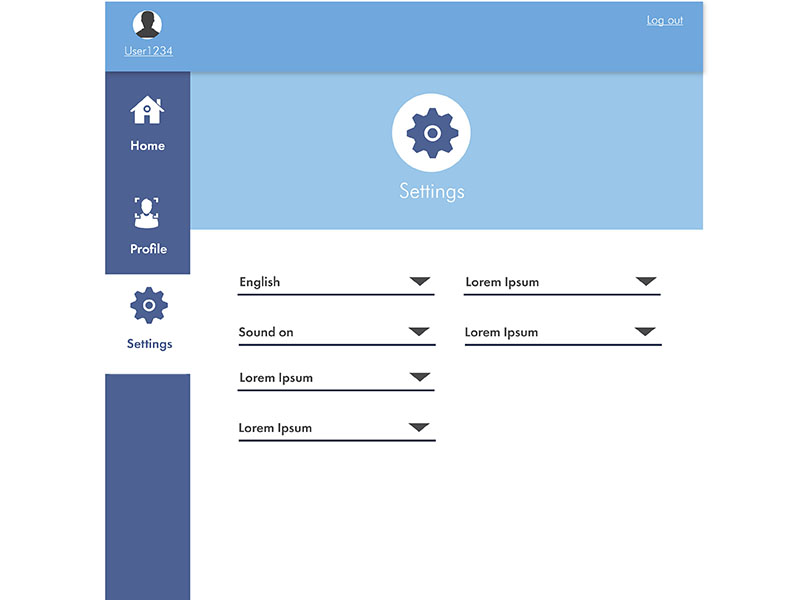 User1234
Log out
Home
Profile
Settings
Settings
English
Lorem Ipsum
Sound on
Lorem Ipsum
Lorem Ipsum
Lorem Ipsum